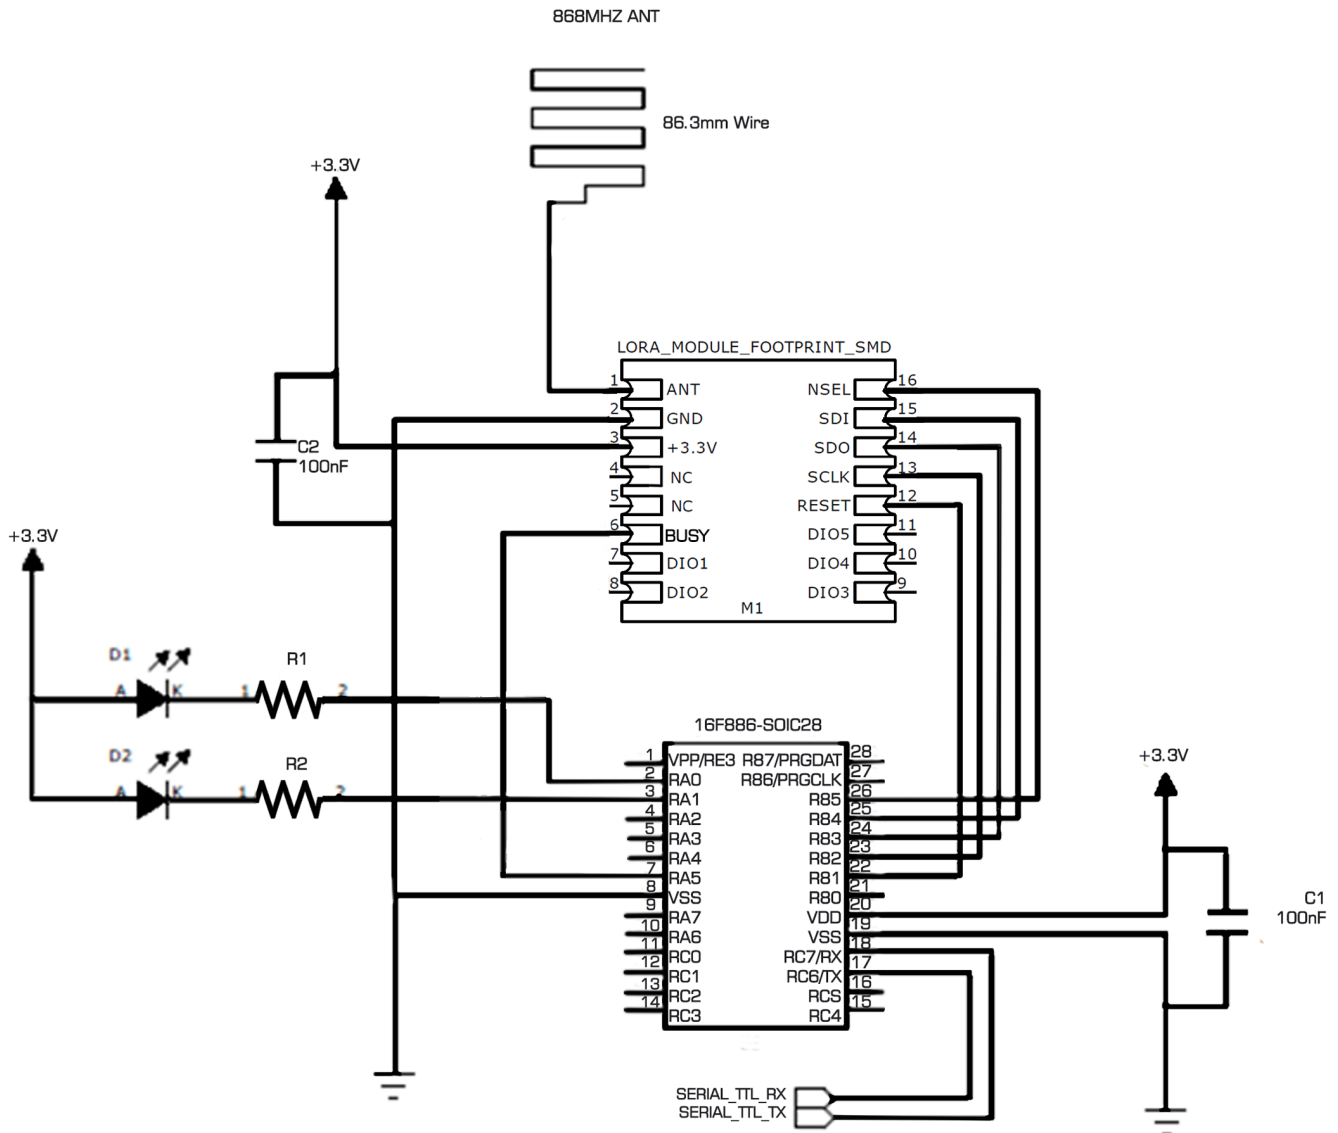 868MHZ ANT
86.3mm Wire
+3.3V
LORA_MODULE_FOOTPRINT_SMD
1 ANT NSEL 16
2 GND SDI 15
3 +3.3V SDO 14
4 NC SCLK 13
5 NC RESET 12
6 BUSY DIO5 11
7 DIO1 DIO4 10
8 DIO2 DIO3 9
M1
C2
100nF
+3.3V
D1
A K 1 R1 2
D2
A K 1 R2 2
16F886-SOIC28
1 VPP/RE3 R87/PRGDAT 28
2 RA0 R86/PRGCLK 27
3 RA1 R85 26
4 RA2 R84 25
5 RA3 R83 24
6 RA4 R82 23
7 RA5 R81 22
8 VSS R80 21
9 RA7 VDD 20
10 RA6 VSS 19
11 RC0 RC7/RX 18
12 RC1 RC6/TX 17
13 RC2 RCS 16
14 RC3 RC4 15
+3.3V
C1
100nF
SERIAL_TTL_RX
SERIAL_TTL_TX